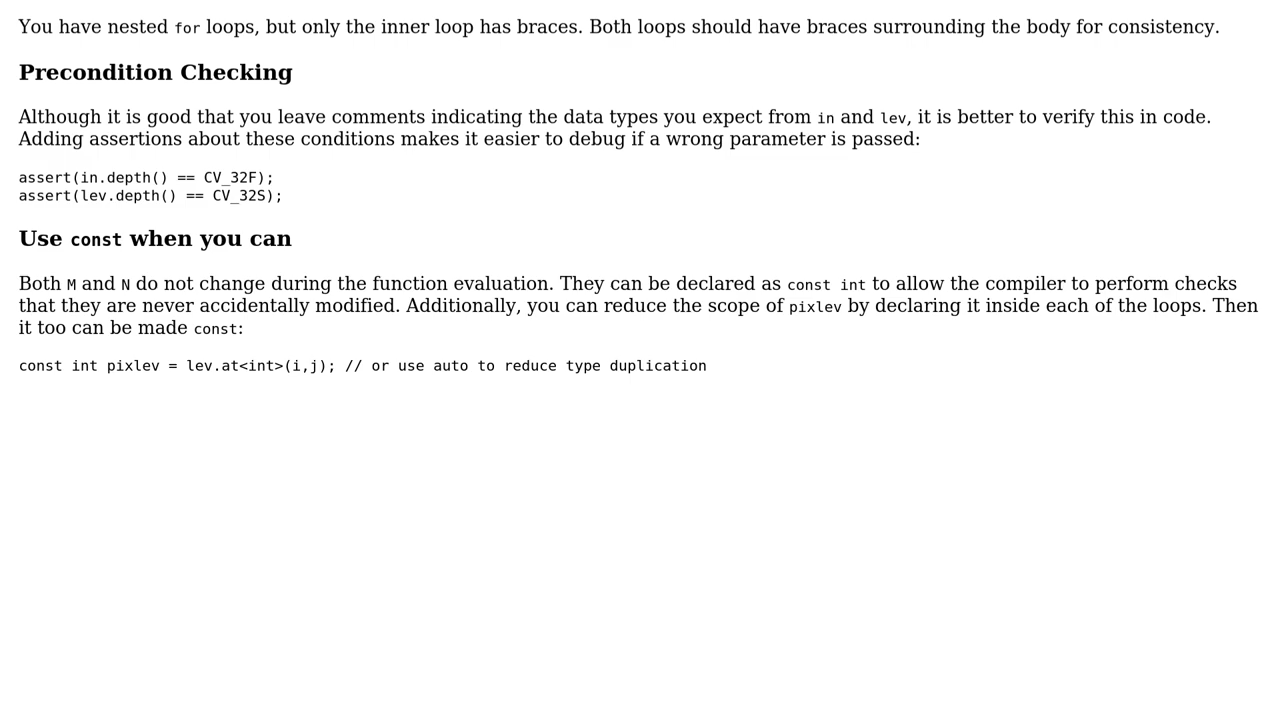 You have nested for loops, but only the inner loop has braces. Both loops should have braces surrounding the body for consistency.
Precondition Checking
Although it is good that you leave comments indicating the data types you expect from in and lev, it is better to verify this in code.
Adding assertions about these conditions makes it easier to debug if a wrong parameter is passed:
assert(in.depth() == CV_32F);
assert(lev.depth() == CV_32S);
Use const when you can
Both M and N do not change during the function evaluation. They can be declared as const int to allow the compiler to perform checks
that they are never accidentally modified. Additionally, you can reduce the scope of pixlev by declaring it inside each of the loops. Then
it too can be made const:
const int pixlev = lev.at<int>(i,j); // or use auto to reduce type duplication